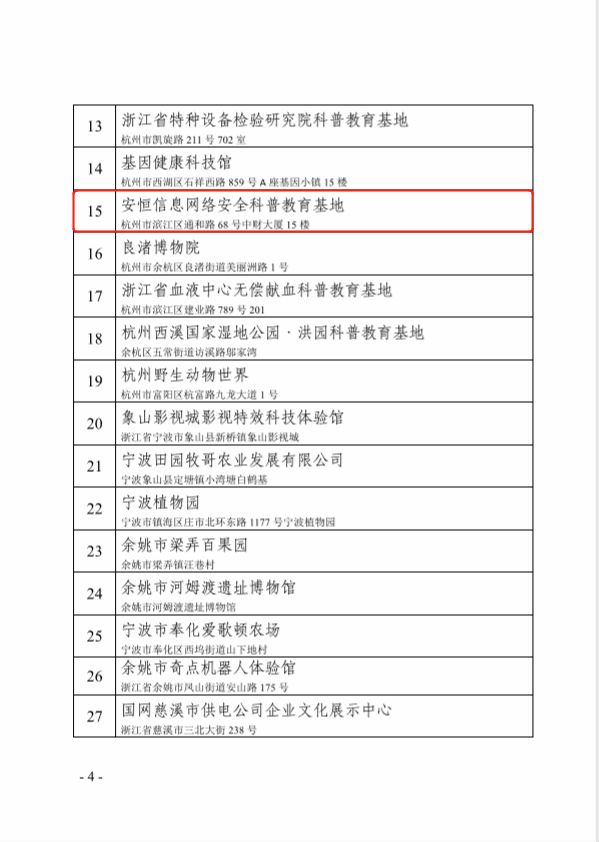 13 浙江省特种设备检验研究院科普教育基地
杭州市凯旋路 211 号 702 室
14 基因健康科技馆
杭州市西湖区石祥西路 859 号 A 座基因小镇 15 楼
15 安恒信息网络安全科普教育基地
杭州市滨江区通和路 68 号中财大厦 15 楼
16 良渚博物院
杭州市余杭区良渚街道美丽洲路 1 号
17 浙江省血液中心无偿献血科普教育基地
杭州市滨江区建业路 789 号 201
18 杭州西溪国家湿地公园·洪园科普教育基地
余杭区五常街道访溪路邬家湾
19 杭州野生动物世界
杭州市富阳区杭富路九龙大道 1 号
20 象山影视城影视特效科技体验馆
浙江省宁波市象山县新桥镇象山影视城
21 宁波田园牧哥农业发展有限公司
宁波象山县定塘镇小湾塘白鹤基
22 宁波植物园
宁波市镇海区庄市北环东路 1177 号宁波植物园
23 余姚市梁弄百果园
余姚市梁弄镇汪巷村
24 余姚市河姆渡遗址博物馆
余姚市河姆渡遗址博物馆
25 宁波市奉化爱歌顿农场
宁波市奉化区西坞街道山下地村
26 余姚市奇点机器人体验馆
浙江省余姚市凤山街道安山路 175 号
27 国网慈溪市供电公司企业文化展示中心
浙江省慈溪市三北大街 238 号
- 4 -